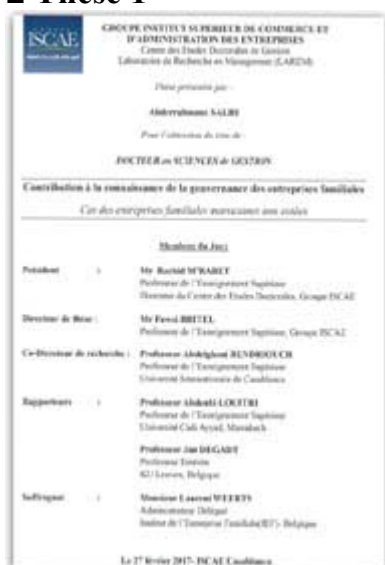 2 Thèse 1
ISCAE
GROUPE INSTITUT SUPERIEUR DE COMMERCE ET
D'ADMINISTRATION DES ENTREPRISES
Centre des Etudes Doctorales de Gestion
Laboratoire de Recherche en Management (LAREM)
Thèse présentée par :
Abderrahmane
Pour l'obtention du titre de :
DOCTEUR en SCIENCES de GESTION
Contribution à la connaissance de la gouvernance des entreprises familiales
Cas des entreprises familiales marocaines non cotées
Membres du Jury
Président :
Mr Rachid M'RABET
Professeur de l'Enseignement Supérieur
Directeur du Centre des Etudes Doctorales, Groupe ISCAE
Directeur de thèse :
Mr Fawzi BRITEL
Professeur de l'Enseignement Supérieur, Groupe ISCAE
Co-Directeur de recherche :
Professeur Abdelghani BENDRIOUCH
Professeur de l'Enseignement Supérieur
Université Internationale de Casablanca
Rapporteurs :
Professeur
Professeur de l'Enseignement Supérieur
Université Cadi Ayyad, Marrakech
Professeur Jan DEGADT
Professeur Emérite
KU Leuven, Belgique
Suffragant :
Monsieur Laurent WEERTS
Administrateur Délégué
Institut de l'Entreprise Familiale(IEF)- Belgique
Le 27 février 2017- ISCAE Casablanca